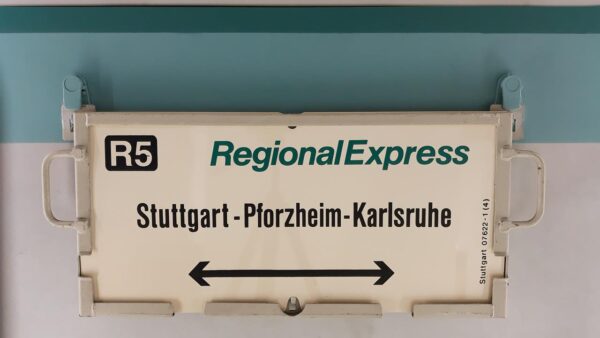 R5 RegionalExpress
Stuttgart-Pforzheim-Karlsruhe
Stuttgart 07622-1 (4)